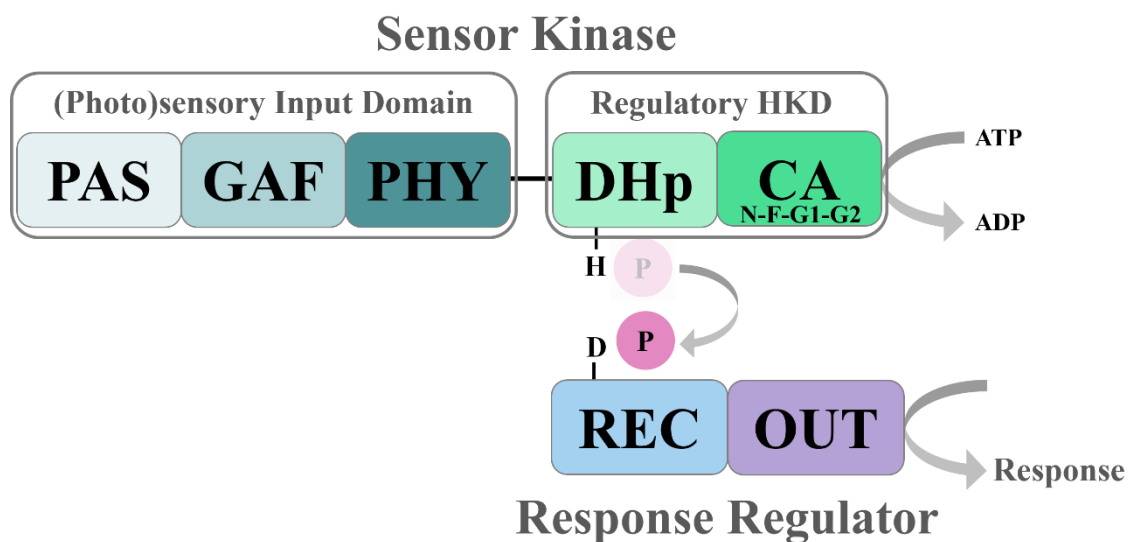 Sensor Kinase
(Photo)sensory Input Domain
Regulatory HKD
PAS GAF PHY DHp CA
N-F-G1-G2
ATP
ADP
H P
D P
REC OUT
Response
Response Regulator